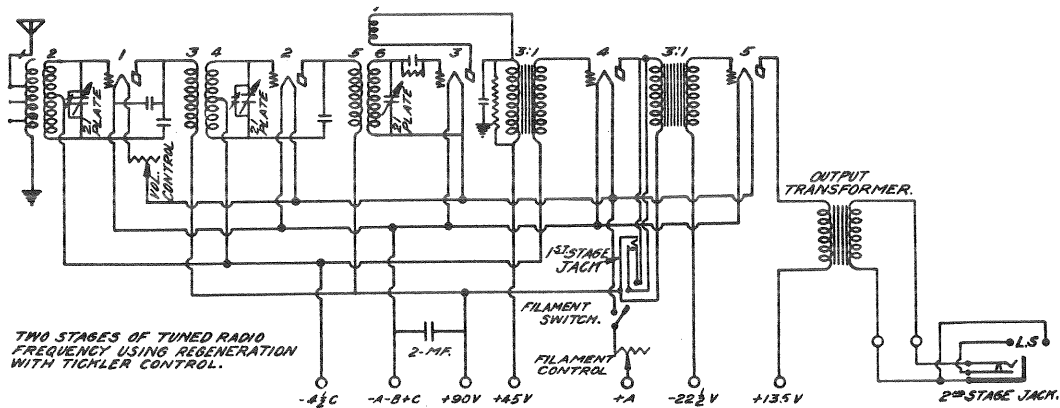 1
2 1 3 4 2 5 6 3 3:1 4 3:1 5
21 PLATE
21 PLATE
21 PLATE
VOL. CONTROL
OUTPUT
TRANSFORMER.
1ST STAGE
JACK
FILAMENT
SWITCH.
TWO STAGES OF TUNED RADIO
FREQUENCY USING REGENERATION
WITH TICKLER CONTROL.
2-MF.
FILAMENT
CONTROL
L.S
-4½C -A-B+C +90V +45V +A -22½V +13.5V
2ND STAGE JACK.